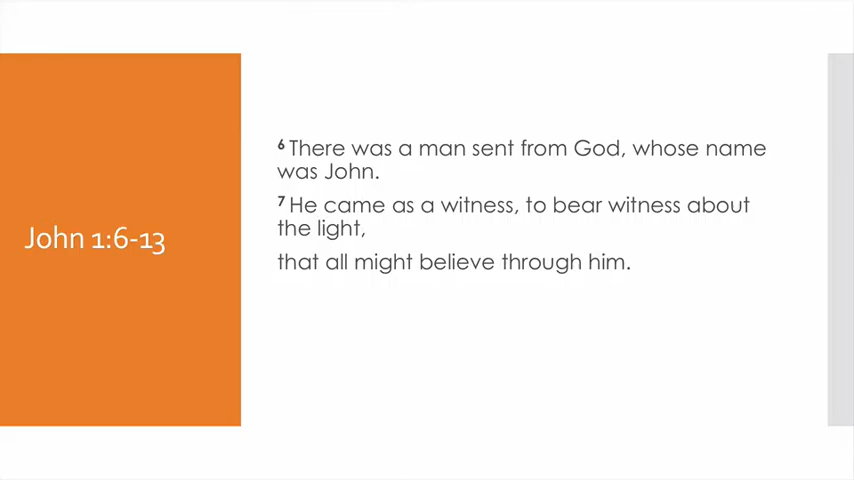 John 1:6-13
⁶ There was a man sent from God, whose name
was John.
⁷ He came as a witness, to bear witness about
the light,
that all might believe through him.